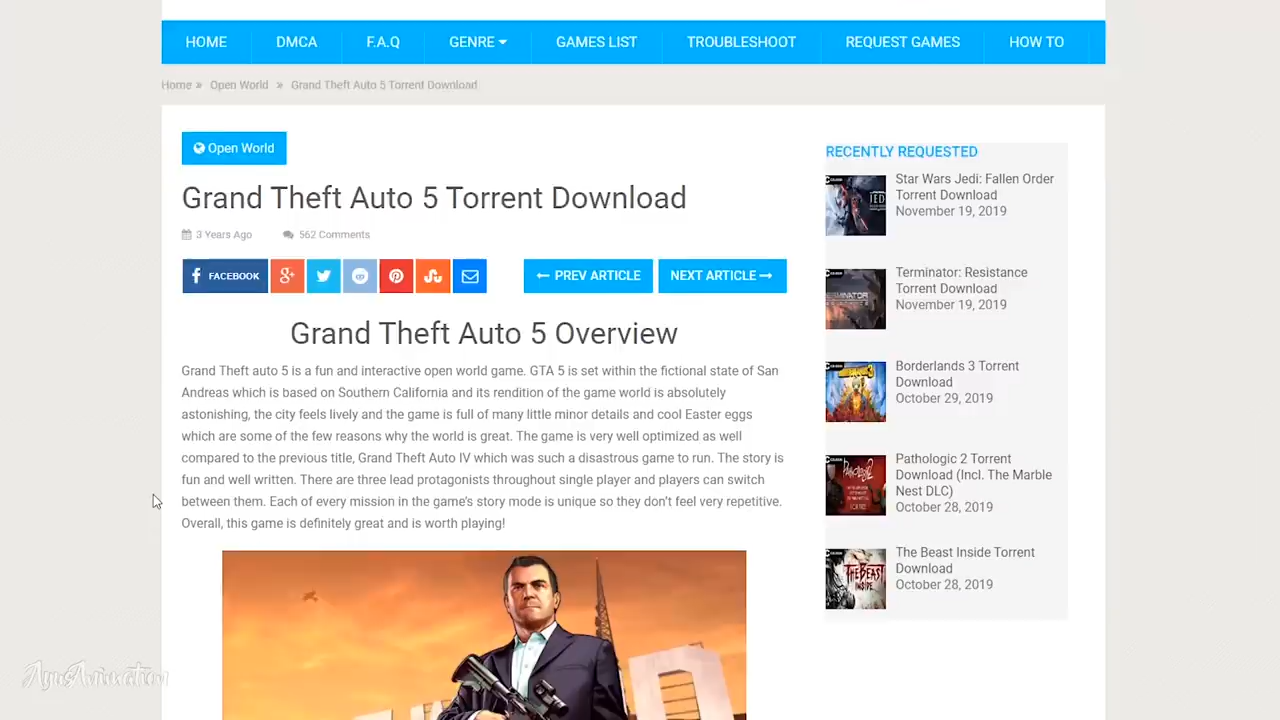 HOME DMCA F.A.Q GENRE GAMES LIST TROUBLESHOOT REQUEST GAMES HOW TO
Home » Open World » Grand Theft Auto 5 Torrent Download
Open World
Grand Theft Auto 5 Torrent Download
3 Years Ago 562 Comments
FACEBOOK
← PREV ARTICLE NEXT ARTICLE →
Grand Theft Auto 5 Overview
Grand Theft auto 5 is a fun and interactive open world game. GTA 5 is set within the fictional state of San
Andreas which is based on Southern California and its rendition of the game world is absolutely
astonishing, the city feels lively and the game is full of many little minor details and cool Easter eggs
which are some of the few reasons why the world is great. The game is very well optimized as well
compared to the previous title, Grand Theft Auto IV which was such a disastrous game to run. The story is
fun and well written. There are three lead protagonists throughout single player and players can switch
between them. Each of every mission in the game's story mode is unique so they don't feel very repetitive.
Overall, this game is definitely great and is worth playing!
RECENTLY REQUESTED
Star Wars Jedi: Fallen Order
Torrent Download
November 19, 2019
Terminator: Resistance
Torrent Download
November 19, 2019
Borderlands 3 Torrent
Download
October 29, 2019
Pathologic 2 Torrent
Download (Incl. The Marble
Nest DLC)
October 28, 2019
The Beast Inside Torrent
Download
October 28, 2019
AyusAnimation